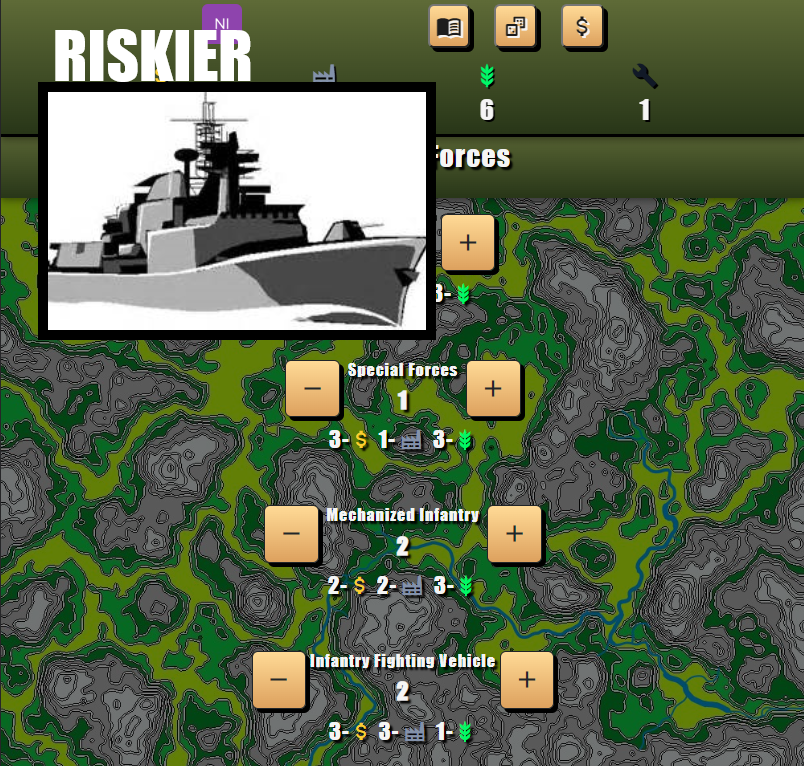 NI
RISKIER
$
6 1
Forces
+
3-
Special Forces
− 1 +
3- $ 1- 3-
Mechanized Infantry
− 2 +
2- $ 2- 3-
Infantry Fighting Vehicle
− 2 +
3- $ 3- 1-